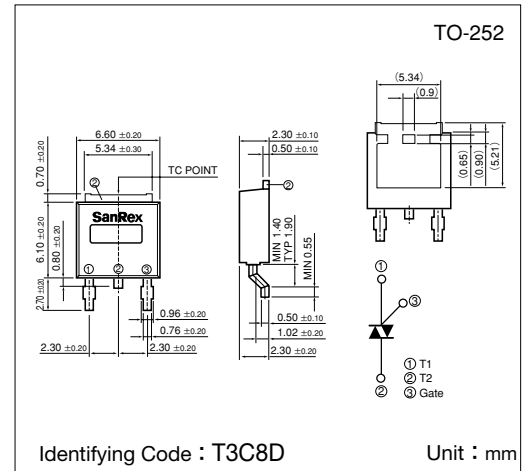 TO-252
(5.34)
(0.9)
6.60 ±0.20
5.34 ±0.30
2.30 ±0.10
0.50 ±0.10
TC POINT
0.70 ±0.20
②
②
(0.65)
(0.90)
(5.21)
SanRex
6.10 ±0.20
0.80 ±0.20
① ② ③
2.70 ±0.20
MIN 1.40
TYP 1.90
MIN 0.55
0.96 ±0.20
0.76 ±0.20
2.30 ±0.20
2.30 ±0.20
0.50 ±0.10
1.02 ±0.20
2.30 ±0.20
①
③
②
① T1
② T2
③ Gate
Identifying Code : T3C8D
Unit : mm